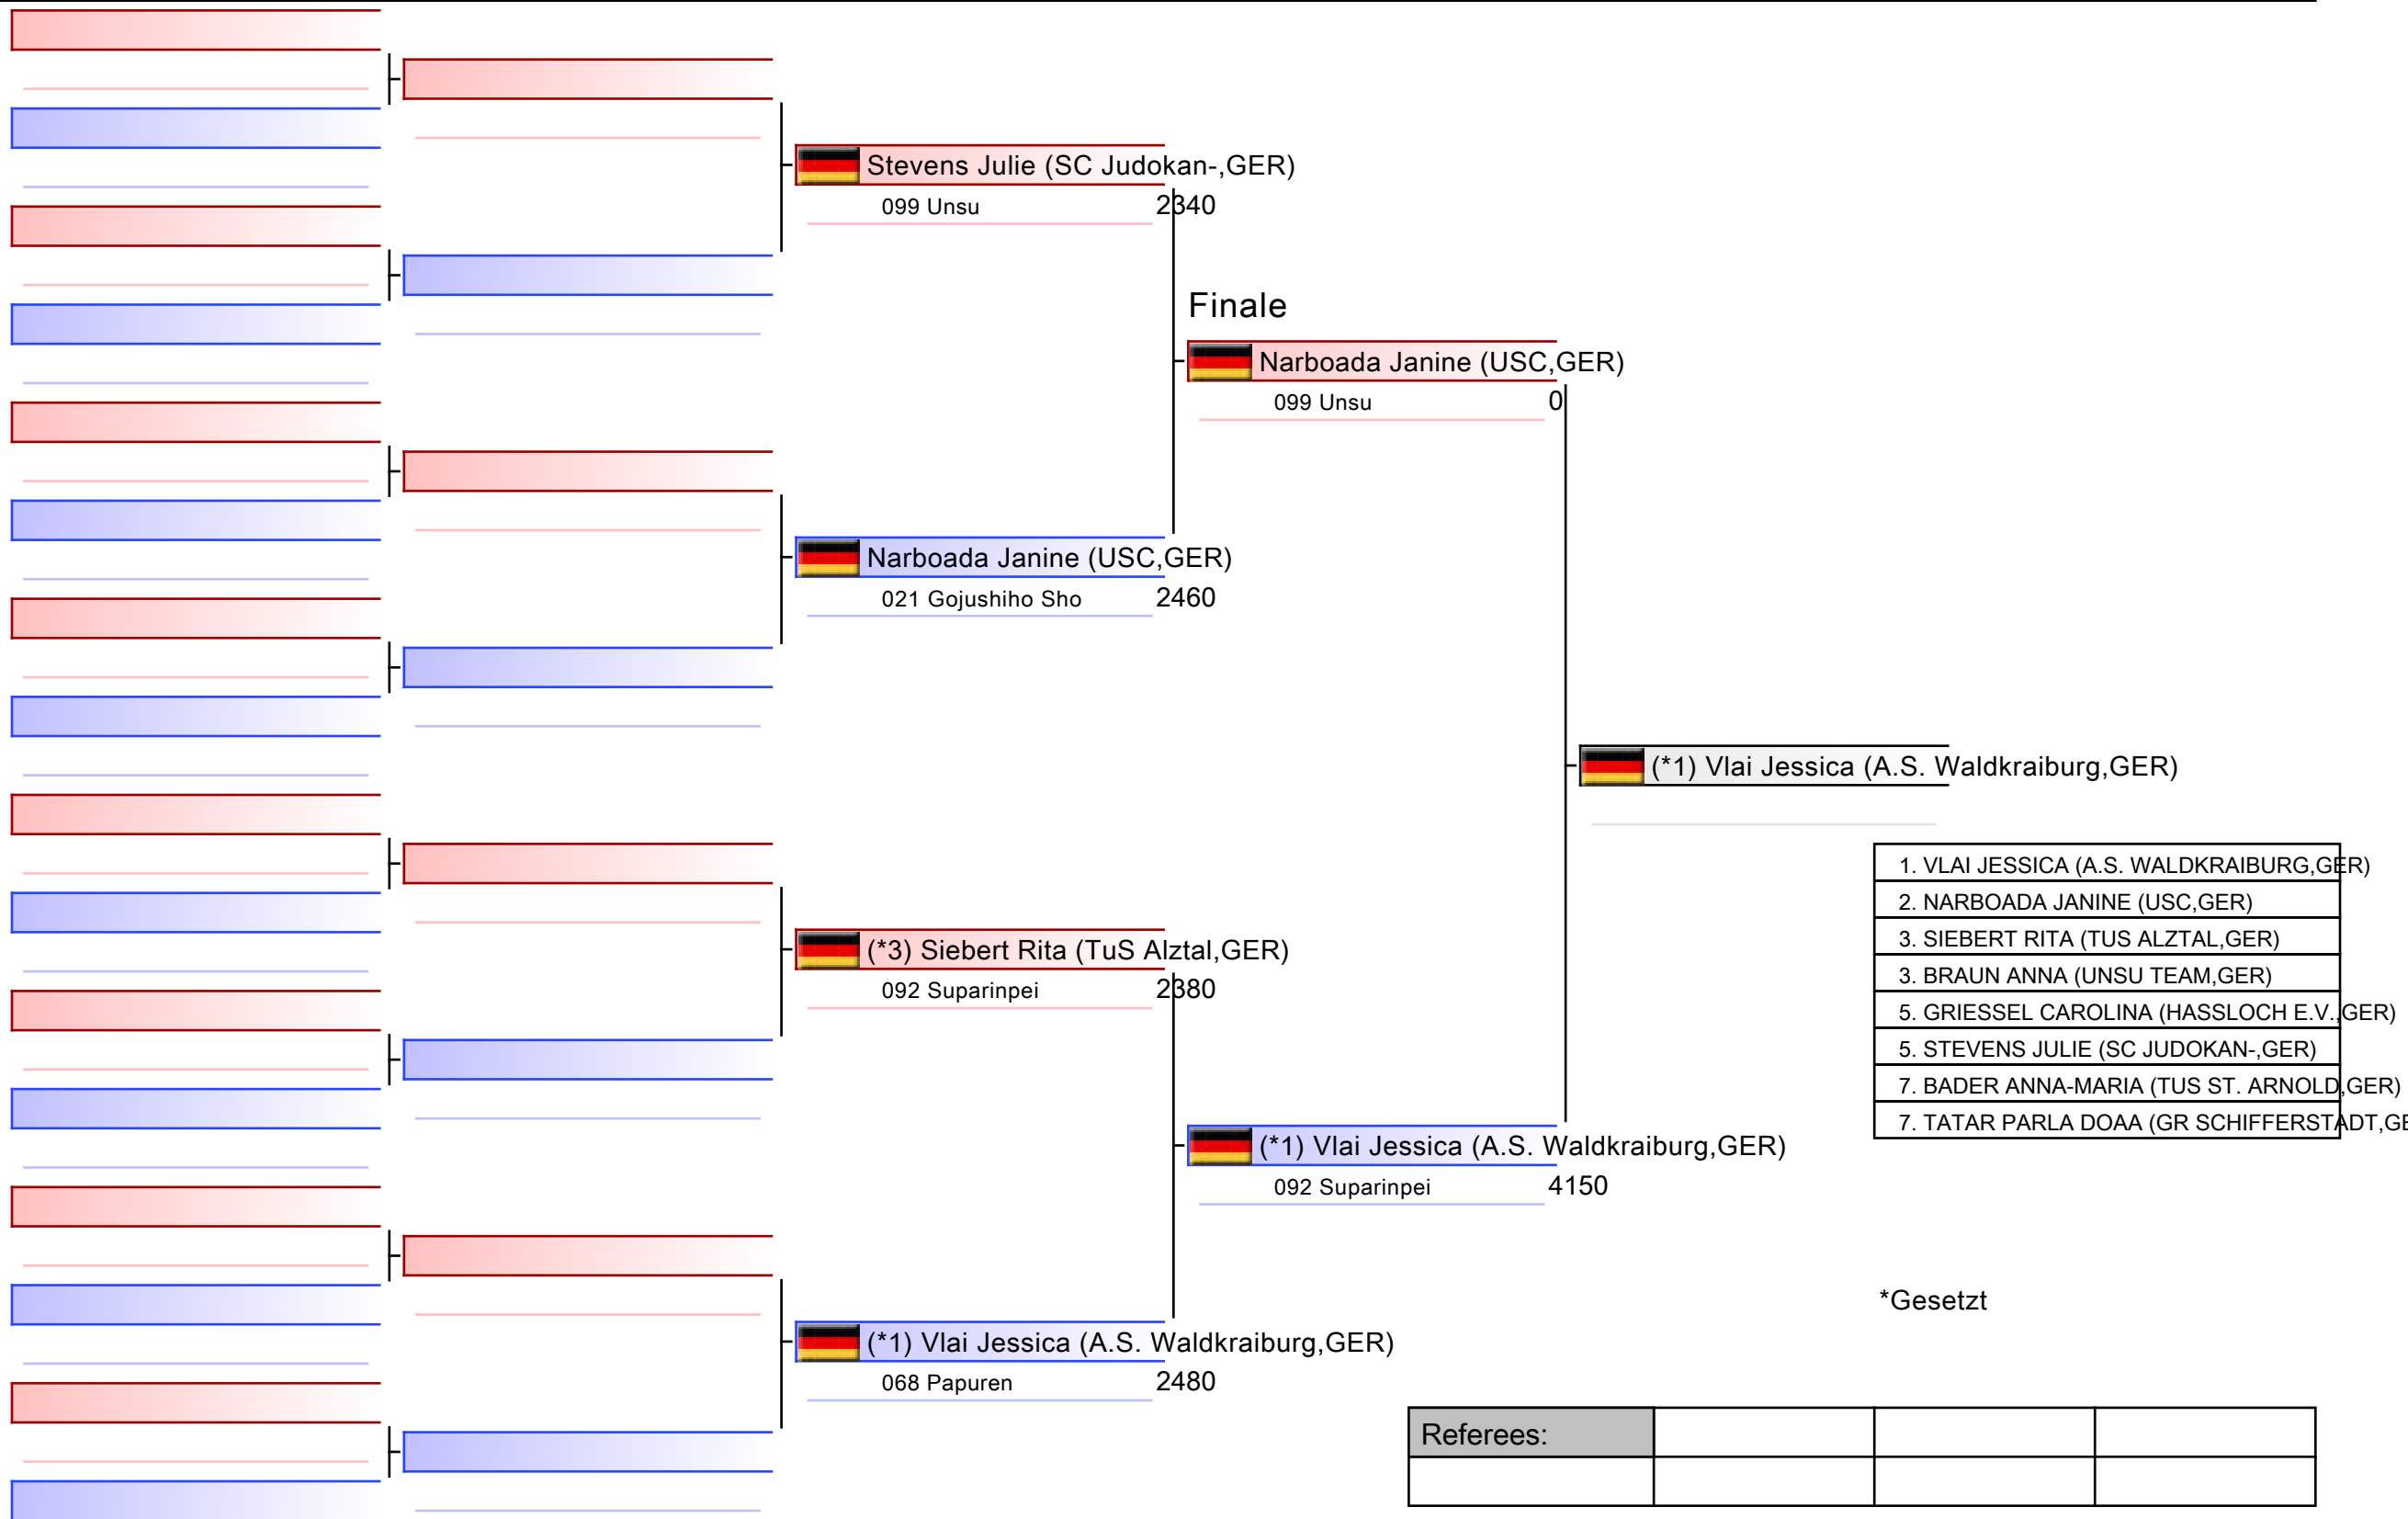 Stevens Julie (SC Judokan-,GER)
099 Unsu 2340
Finale
Narboada Janine (USC,GER)
099 Unsu 0
Narboada Janine (USC,GER)
021 Gojushiho Sho 2460
(*1) Vlai Jessica (A.S. Waldkraiburg,GER)
1. VLAI JESSICA (A.S. WALDKRAIBURG,GER)
2. NARBOADA JANINE (USC,GER)
3. SIEBERT RITA (TUS ALZTAL,GER)
3. BRAUN ANNA (UNSU TEAM,GER)
5. GRIESSEL CAROLINA (HASSLOCH E.V.,GER)
5. STEVENS JULIE (SC JUDOKAN-,GER)
7. BADER ANNA-MARIA (TUS ST. ARNOLD,GER)
7. TATAR PARLA DOAA (GR SCHIFFERSTADT,GE
(*3) Siebert Rita (TuS Alztal,GER)
092 Suparinpei 2380
(*1) Vlai Jessica (A.S. Waldkraiburg,GER)
092 Suparinpei 4150
*Gesetzt
(*1) Vlai Jessica (A.S. Waldkraiburg,GER)
068 Papuren 2480
Referees: